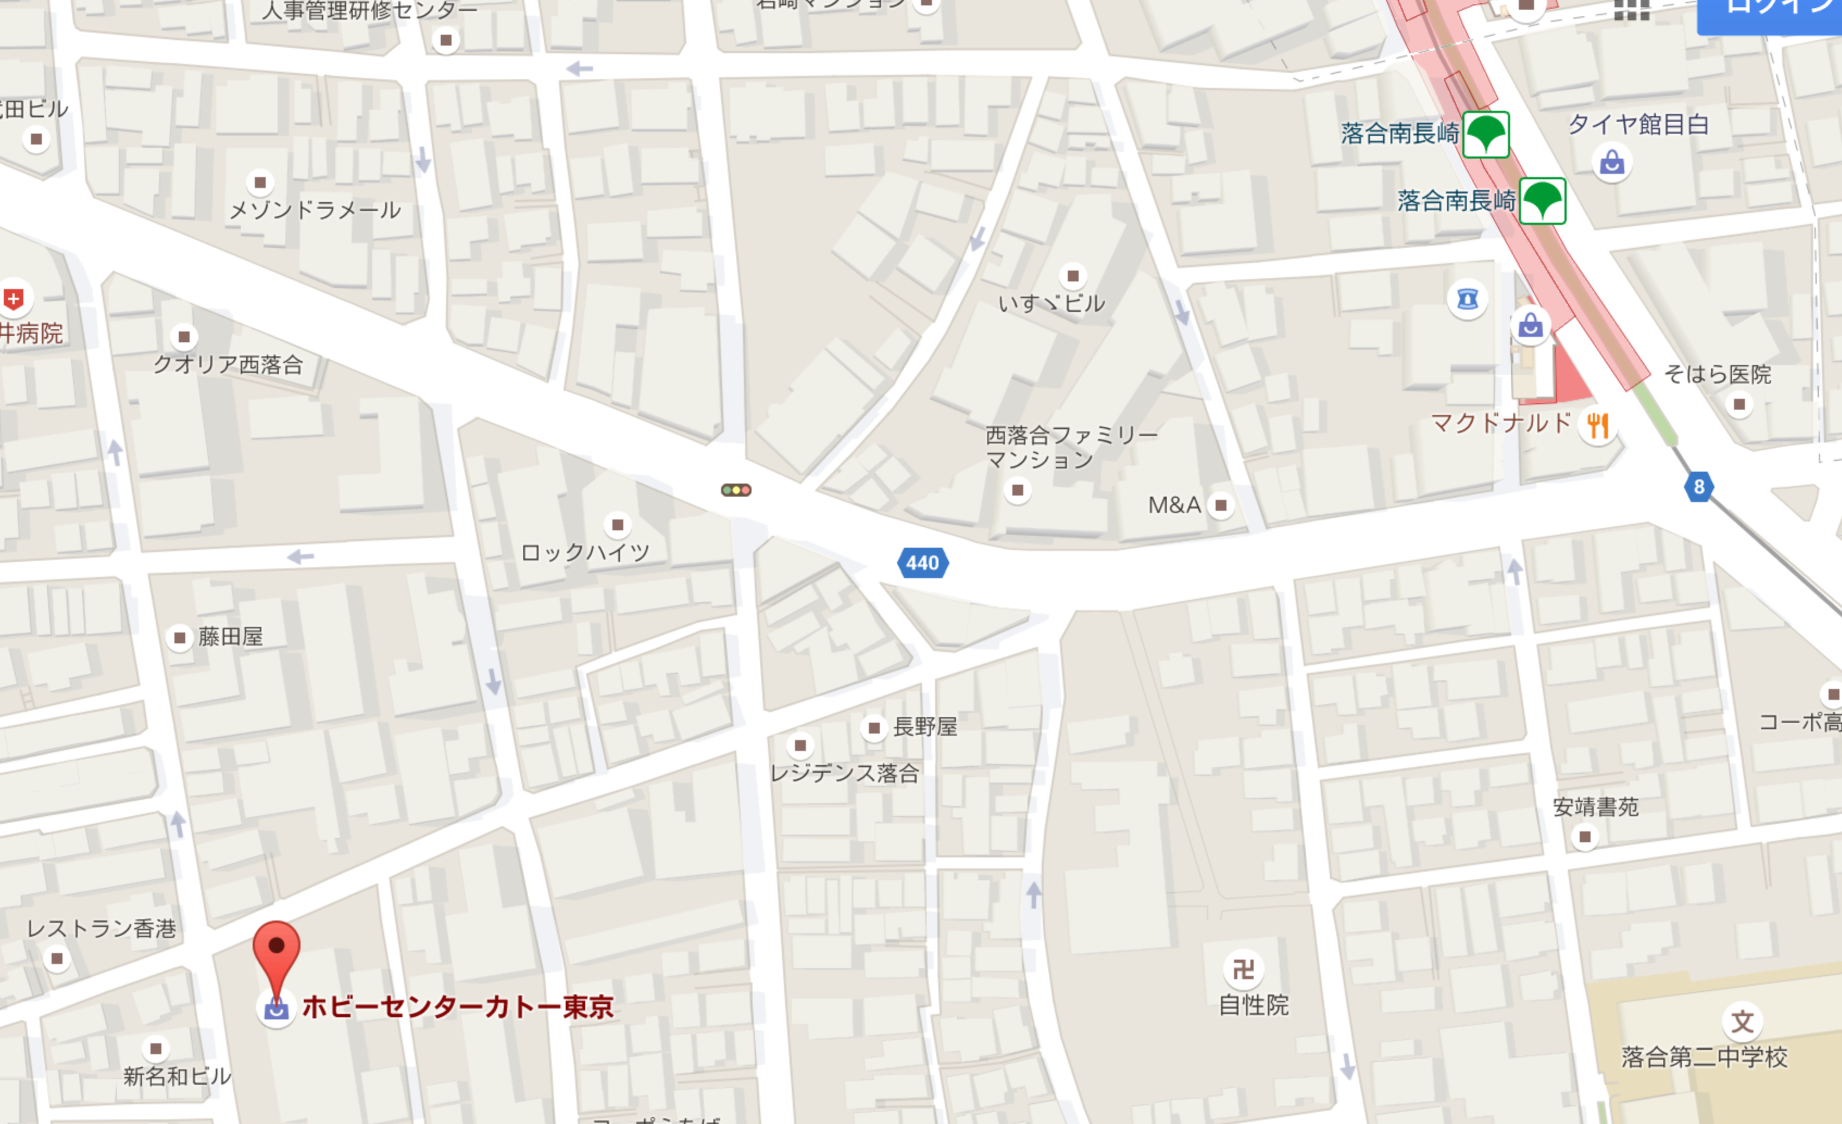 人事管理研修センター
岩崎マンション
ログイン
田ビル
メゾンドラメール
落合南長崎
タイヤ館目白
落合南長崎
いすゞビル
井病院
クオリア西落合
そはら医院
マクドナルド
西落合ファミリー
マンション
8
M&A
ロックハイツ
440
藤田屋
長野屋
コーポ高
レジデンス落合
安靖書苑
レストラン香港
卍
自性院
ホビーセンターカトー東京
文
落合第二中学校
新名和ビル